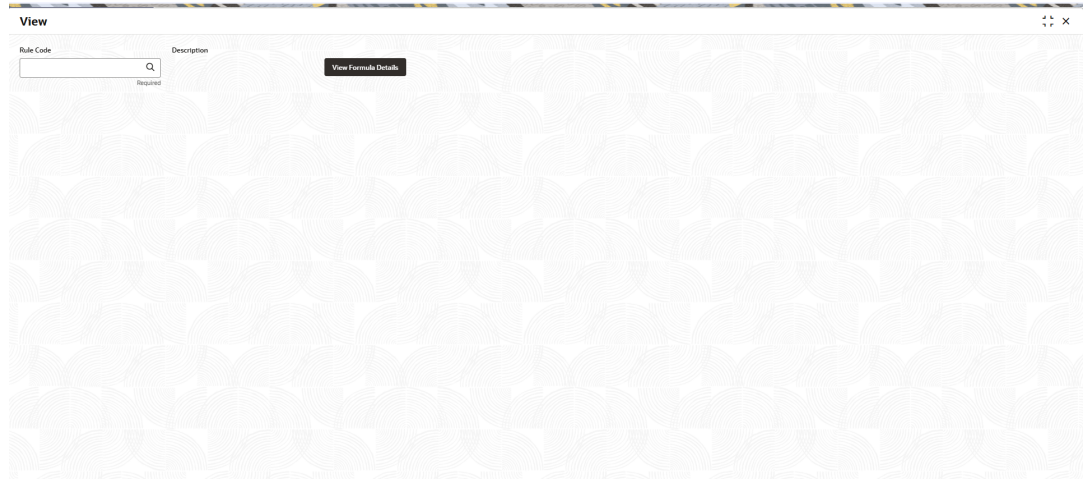 View
Rule Code
Description
View Formula Details
Required